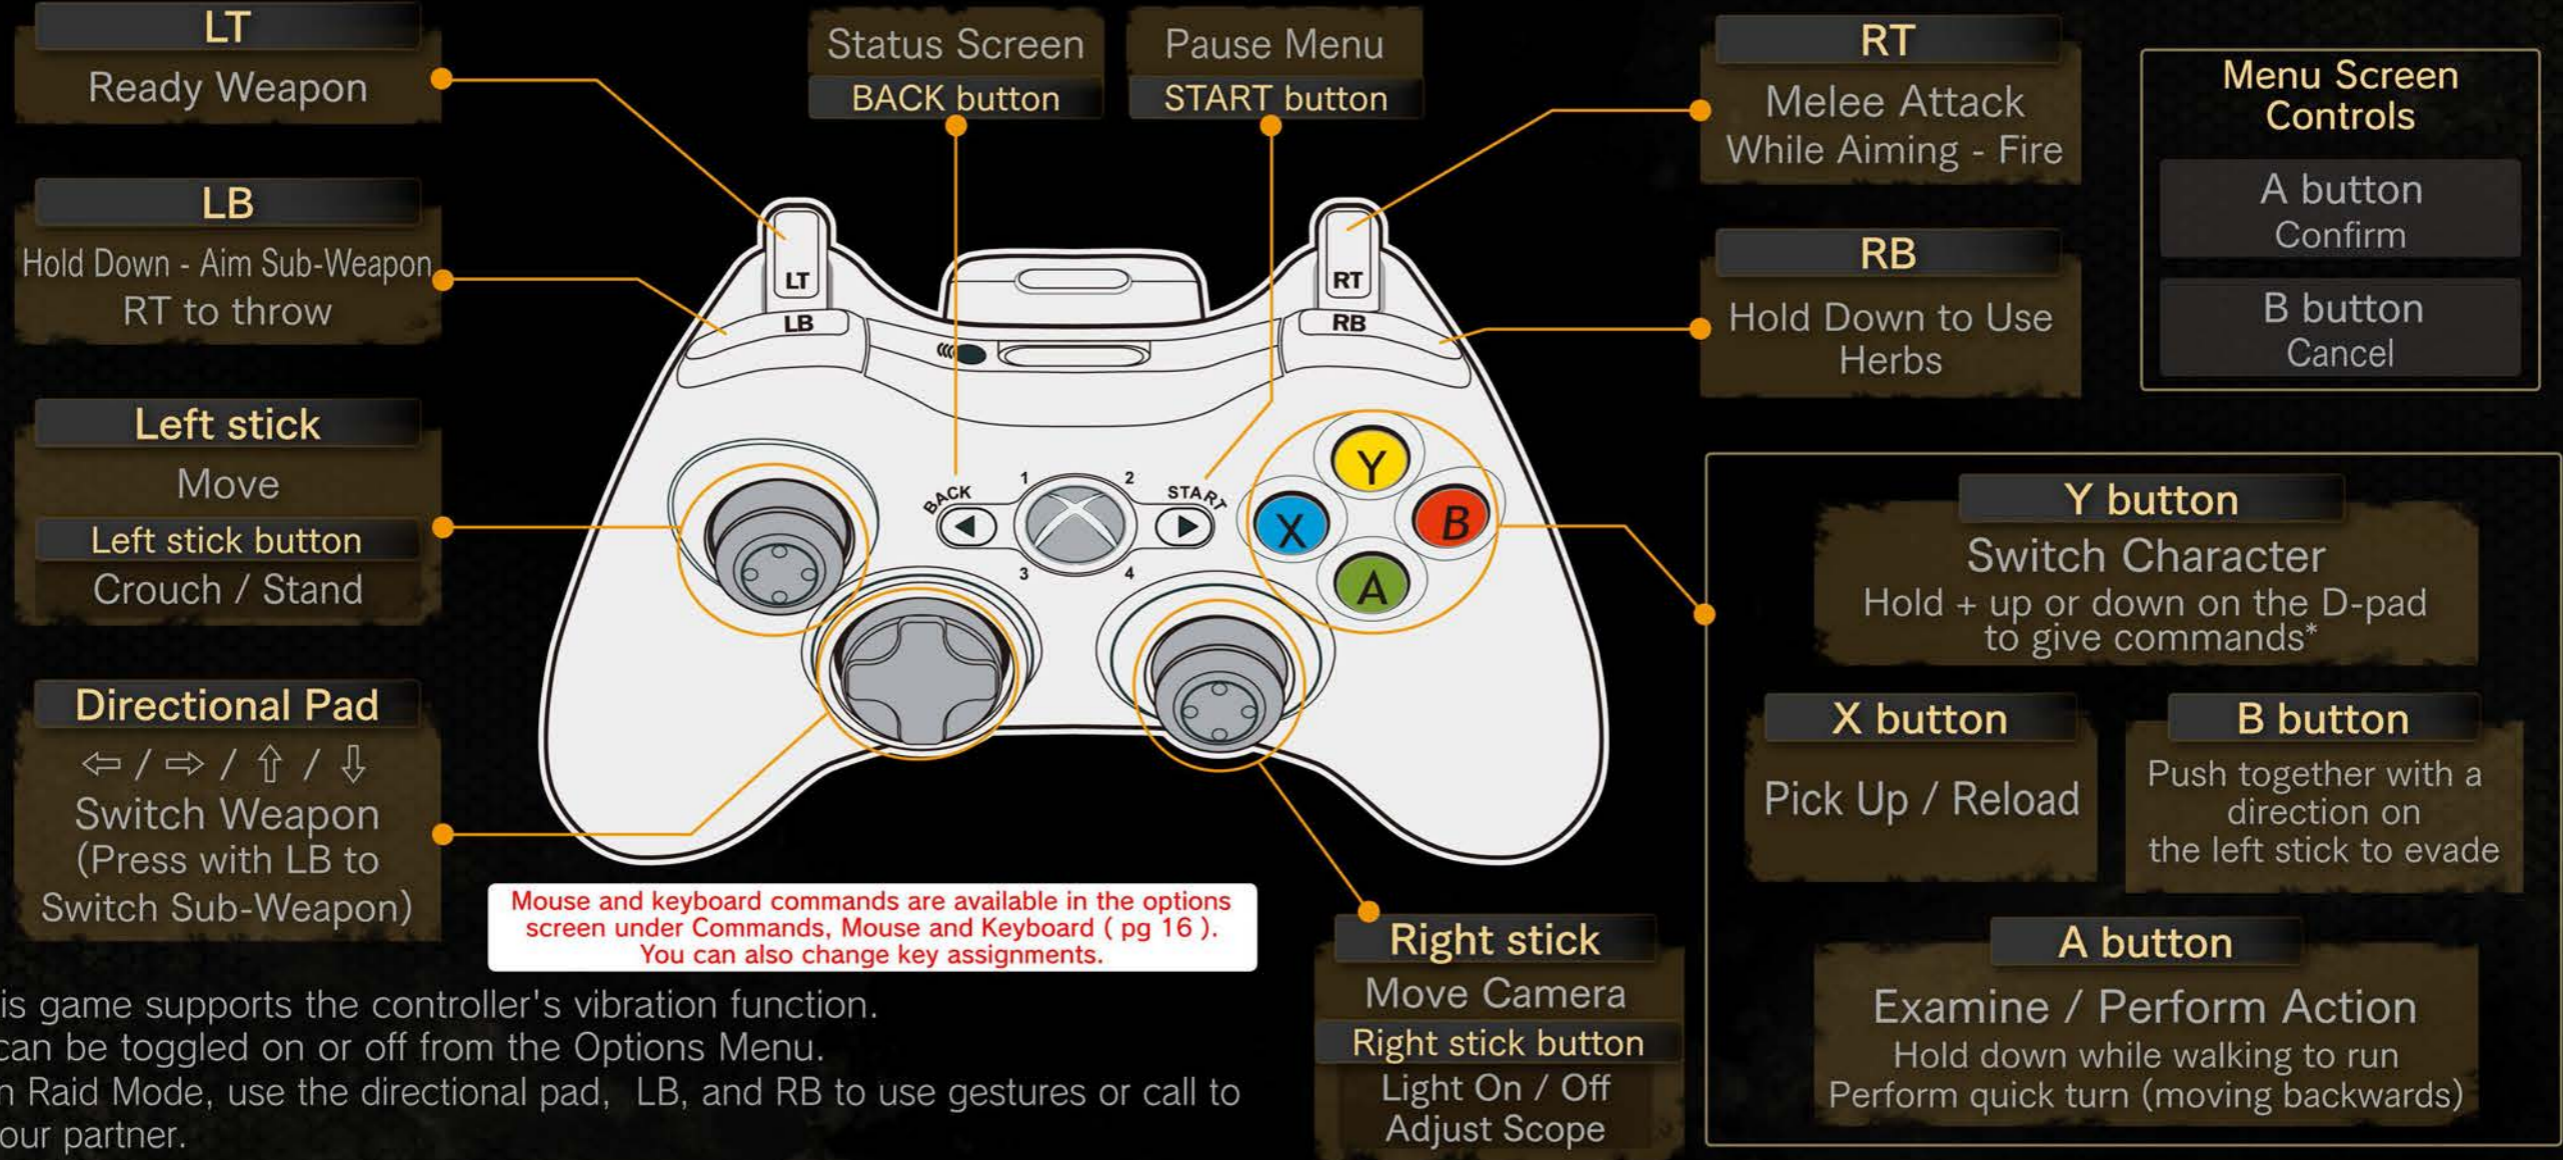 LT
Ready Weapon
LB
Hold Down - Aim Sub-Weapon
RT to throw
Left stick
Move
Left stick button
Crouch / Stand
Directional Pad
⇦ / ⇨ / ⇧ / ⇩
Switch Weapon
(Press with LB to
Switch Sub-Weapon)
Status Screen
BACK button
Pause Menu
START button
LT
LB
RT
RB
BACK
START
1
2
3
4
Y
X
B
A
RT
Melee Attack
While Aiming - Fire
RB
Hold Down to Use
Herbs
Menu Screen
Controls
A button
Confirm
B button
Cancel
Y button
Switch Character
Hold + up or down on the D-pad
to give commands*
X button
Pick Up / Reload
B button
Push together with a
direction on
the left stick to evade
A button
Examine / Perform Action
Hold down while walking to run
Perform quick turn (moving backwards)
Right stick
Move Camera
Right stick button
Light On / Off
Adjust Scope
Mouse and keyboard commands are available in the options
screen under Commands, Mouse and Keyboard ( pg 16 ).
You can also change key assignments.
is game supports the controller's vibration function.
can be toggled on or off from the Options Menu.
n Raid Mode, use the directional pad, LB, and RB to use gestures or call to
our partner.